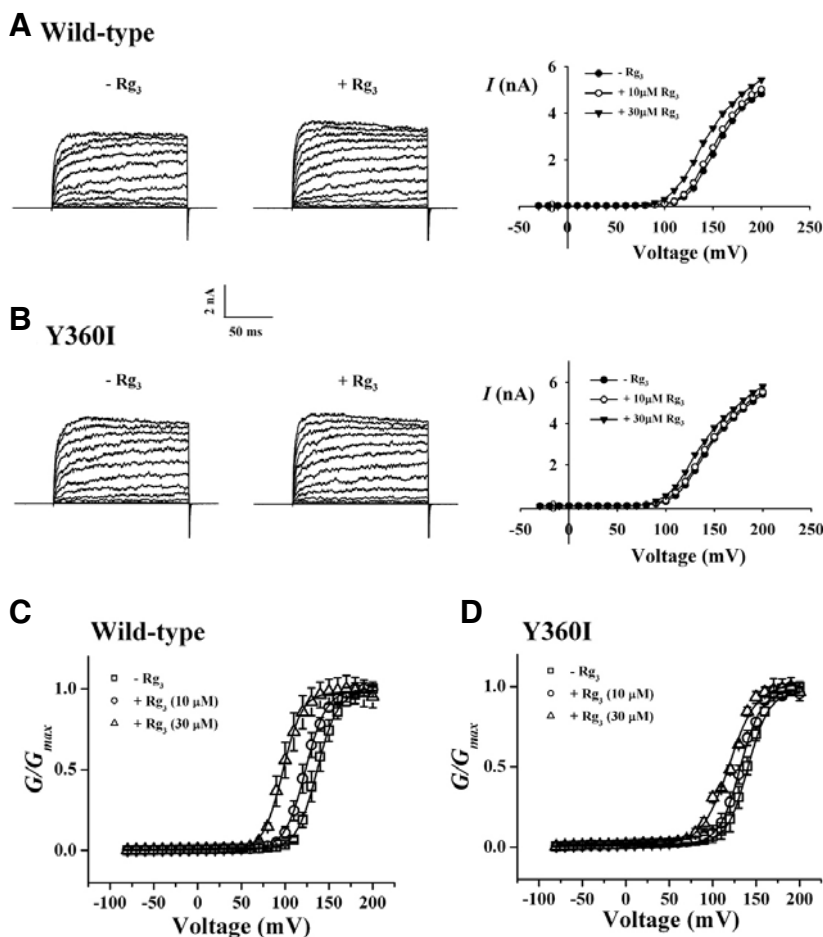 A Wild-type
- Rg3
+ Rg3
I (nA)
- Rg3
+ 10μM Rg3
+ 30μM Rg3
6
4
2
-50 0 50 100 150 200
Voltage (mV)
2 nA
50 ms
B Y360I
- Rg3
+ Rg3
I (nA)
- Rg3
+ 10μM Rg3
+ 30μM Rg3
6
4
2
-50 0 50 100 150 200
Voltage (mV)
C Wild-type
- Rg3
+ Rg3 (10 μM)
+ Rg3 (30 μM)
G/Gmax
1.0
0.5
0.0
-100 -50 0 50 100 150 200
Voltage (mV)
D Y360I
- Rg3
+ Rg3 (10 μM)
+ Rg3 (30 μM)
G/Gmax
1.0
0.5
0.0
-100 -50 0 50 100 150 200
Voltage (mV)